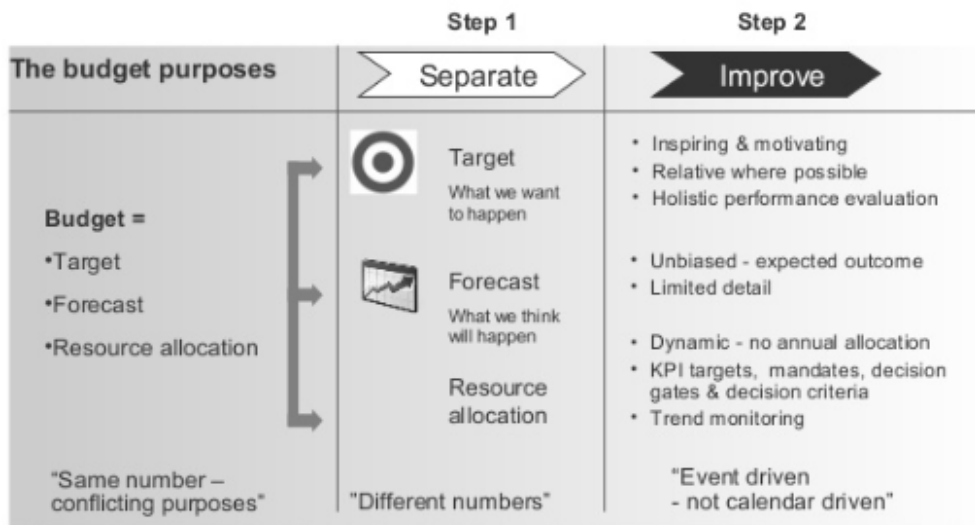 Step 1
Step 2
The budget purposes
Separate
Improve
Budget =
•Target
•Forecast
•Resource allocation
"Same number –
conflicting purposes"
Target
What we want
to happen
Forecast
What we think
will happen
Resource
allocation
"Different numbers"
• Inspiring & motivating
• Relative where possible
• Holistic performance evaluation
• Unbiased - expected outcome
• Limited detail
• Dynamic - no annual allocation
• KPI targets, mandates, decision
gates & decision criteria
• Trend monitoring
"Event driven
- not calendar driven"